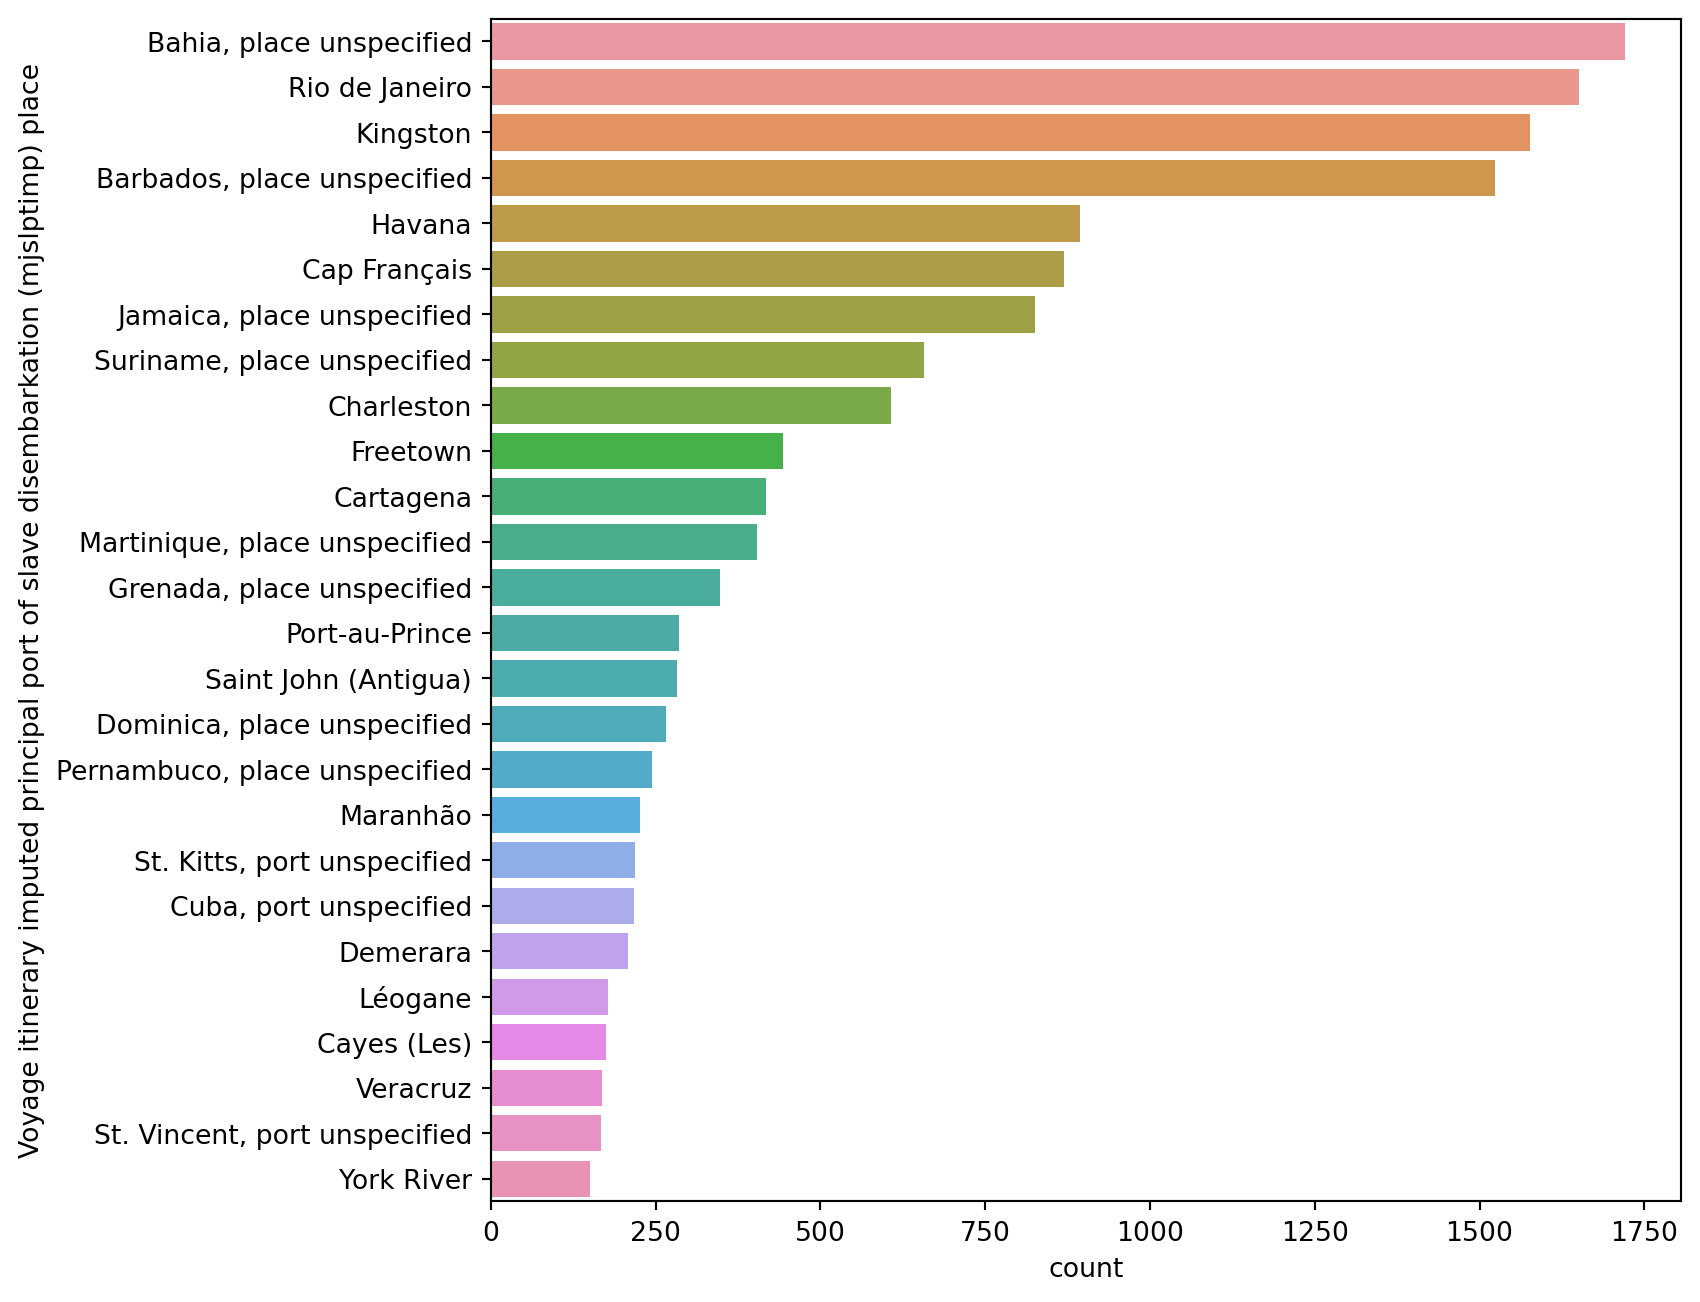 Voyage itinerary imputed principal port of slave disembarkation (mjslptimp) place
Bahia, place unspecified
Rio de Janeiro
Kingston
Barbados, place unspecified
Havana
Cap Français
Jamaica, place unspecified
Suriname, place unspecified
Charleston
Freetown
Cartagena
Martinique, place unspecified
Grenada, place unspecified
Port-au-Prince
Saint John (Antigua)
Dominica, place unspecified
Pernambuco, place unspecified
Maranhão
St. Kitts, port unspecified
Cuba, port unspecified
Demerara
Léogane
Cayes (Les)
Veracruz
St. Vincent, port unspecified
York River
0 250 500 750 1000 1250 1500 1750
count